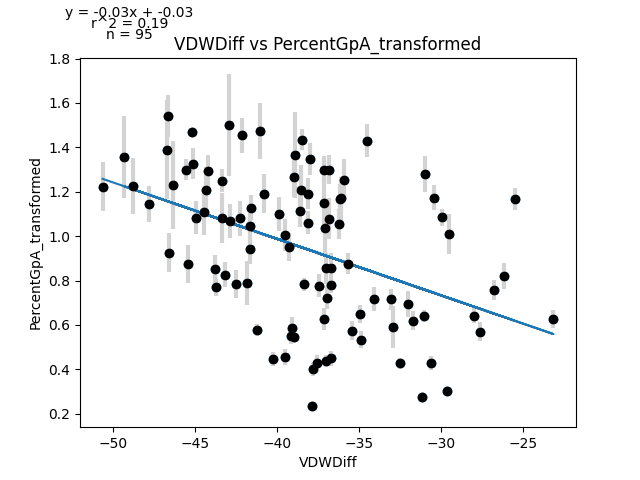 y = -0.03x + -0.03
r^2 = 0.19
n = 95
VDWDiff vs PercentGpA_transformed
1.8
1.6
1.4
1.2
1.0
0.8
0.6
0.4
0.2
PercentGpA_transformed
−50
−45
−40
−35
−30
−25
VDWDiff